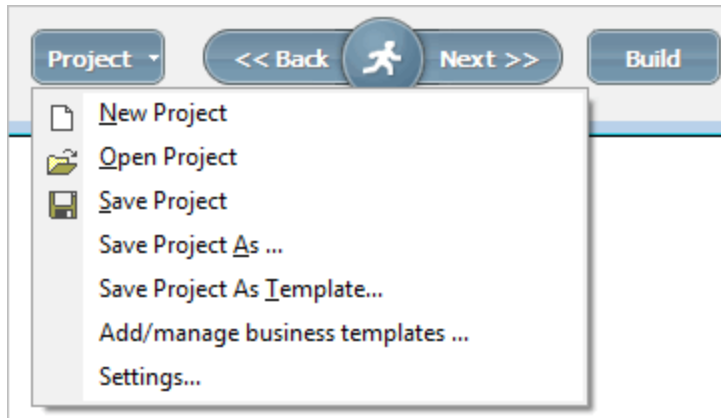 Project << Back Next >> Build
New Project
Open Project
Save Project
Save Project As ...
Save Project As Template...
Add/manage business templates ...
Settings...